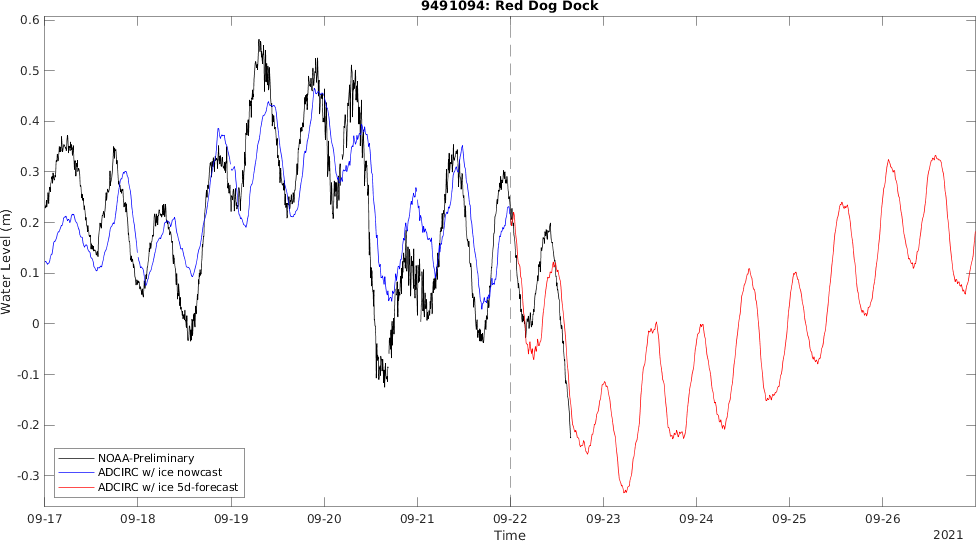 9491094: Red Dog Dock
0.6
0.5
0.4
0.3
0.2
0.1
0
-0.1
-0.2
-0.3
Water Level (m)
NOAA-Preliminary
ADCIRC w/ ice nowcast
ADCIRC w/ ice 5d-forecast
09-17 09-18 09-19 09-20 09-21 09-22 09-23 09-24 09-25 09-26
Time
2021